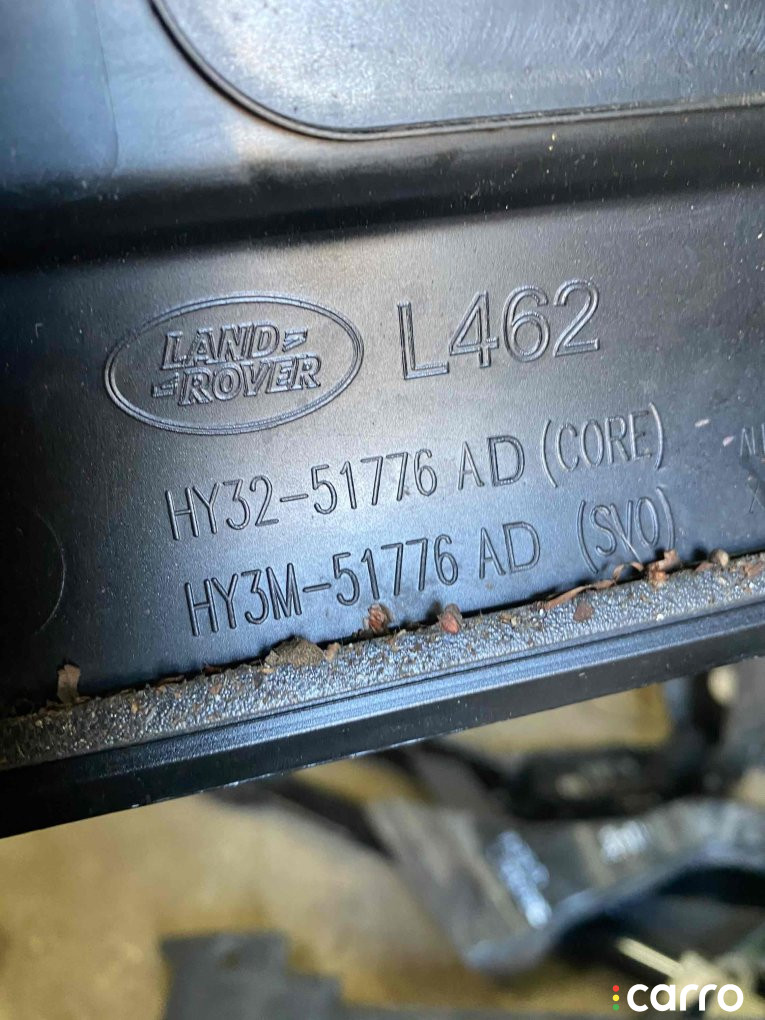 LAND
ROVER
L462
HY32-51776 AD (CORE)
HY3M-51776 AD (SVO)
carro